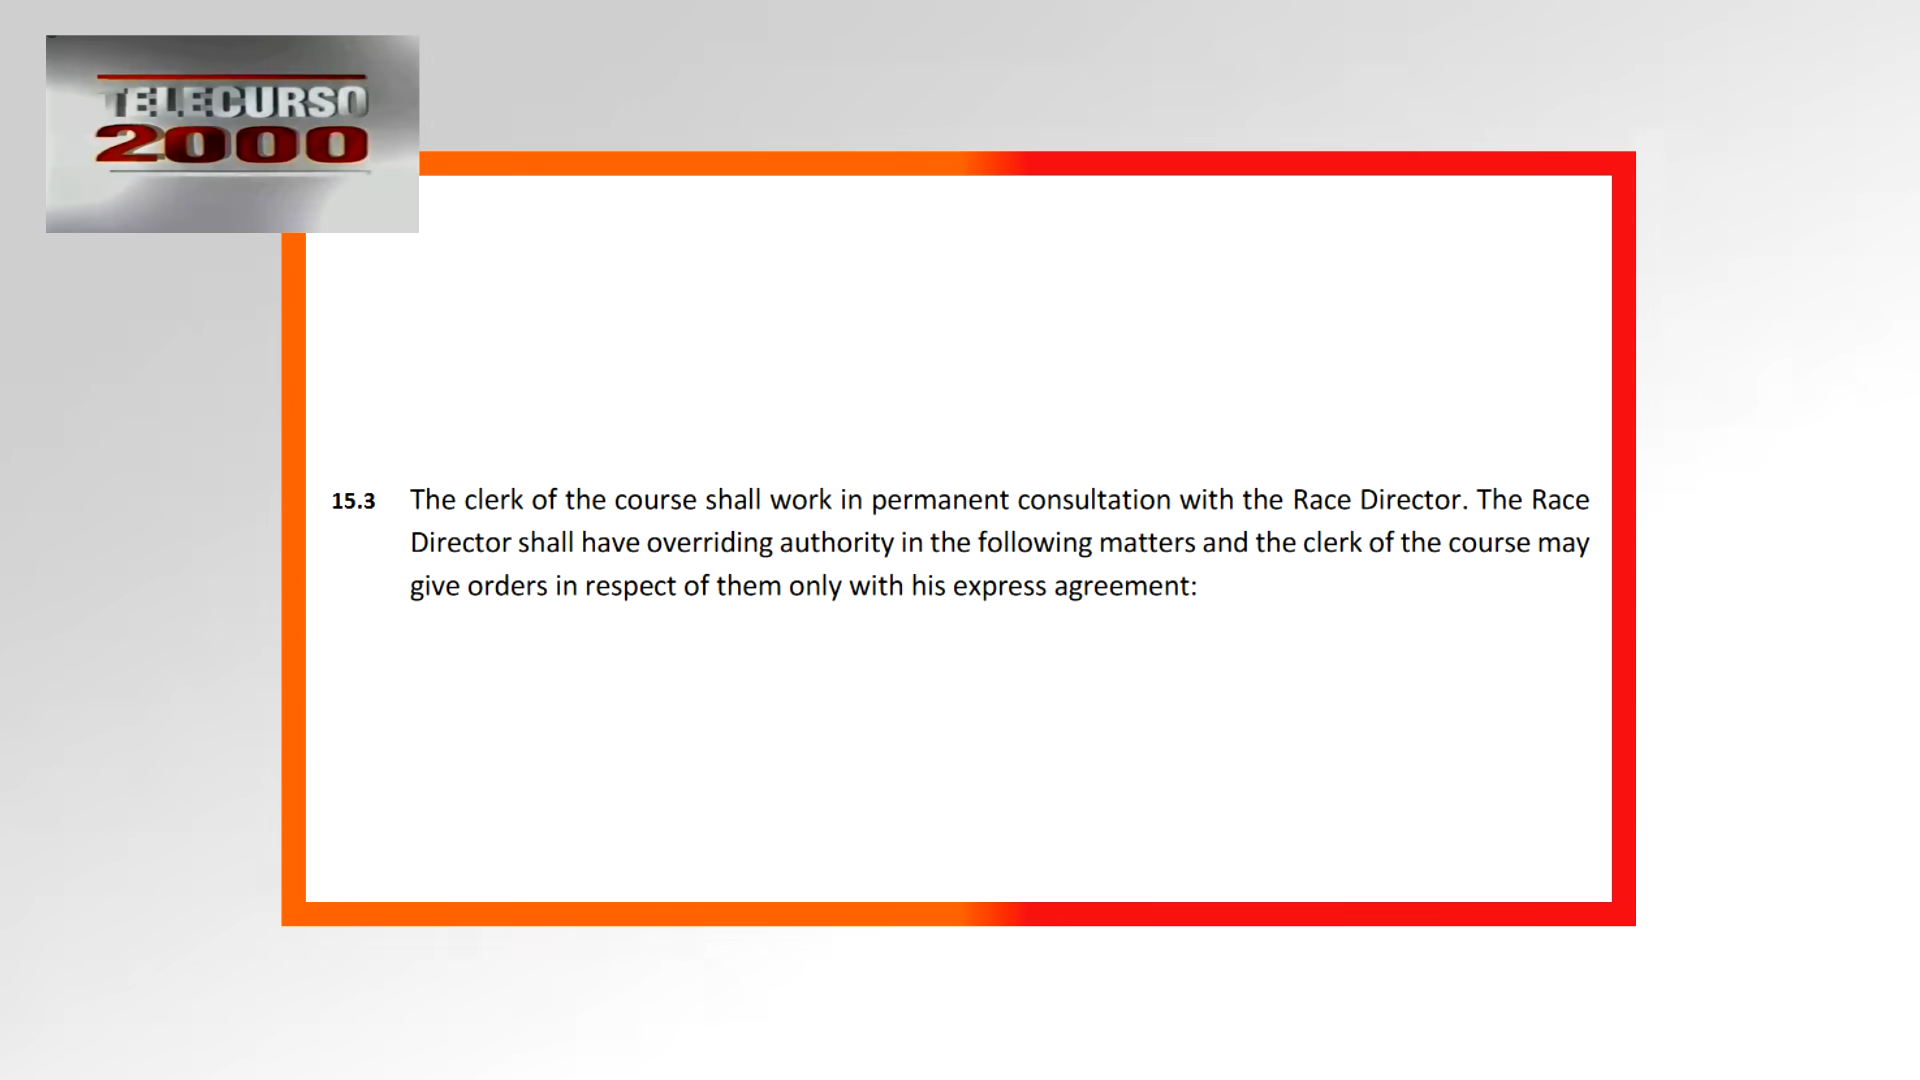 TELECURSO
2000
15.3 The clerk of the course shall work in permanent consultation with the Race Director. The Race
Director shall have overriding authority in the following matters and the clerk of the course may
give orders in respect of them only with his express agreement: